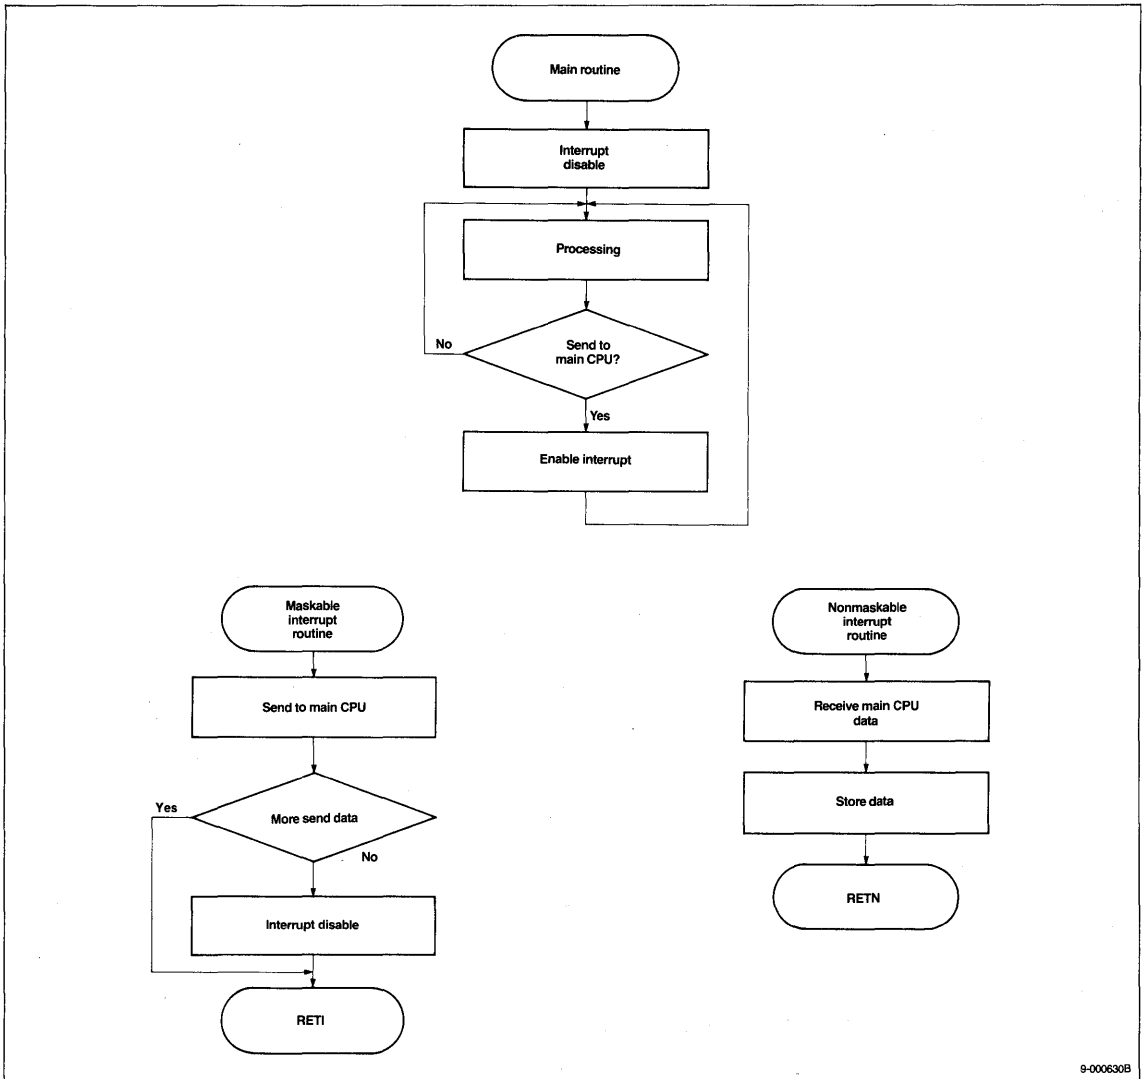 Main routine
Interrupt
disable
Processing
Send to
main CPU?
No
Yes
Enable interrupt
Maskable
interrupt
routine
Send to main CPU
More send data
Yes
No
Interrupt disable
RETI
Nonmaskable
interrupt
routine
Receive main CPU
data
Store data
RETN
9-000630B